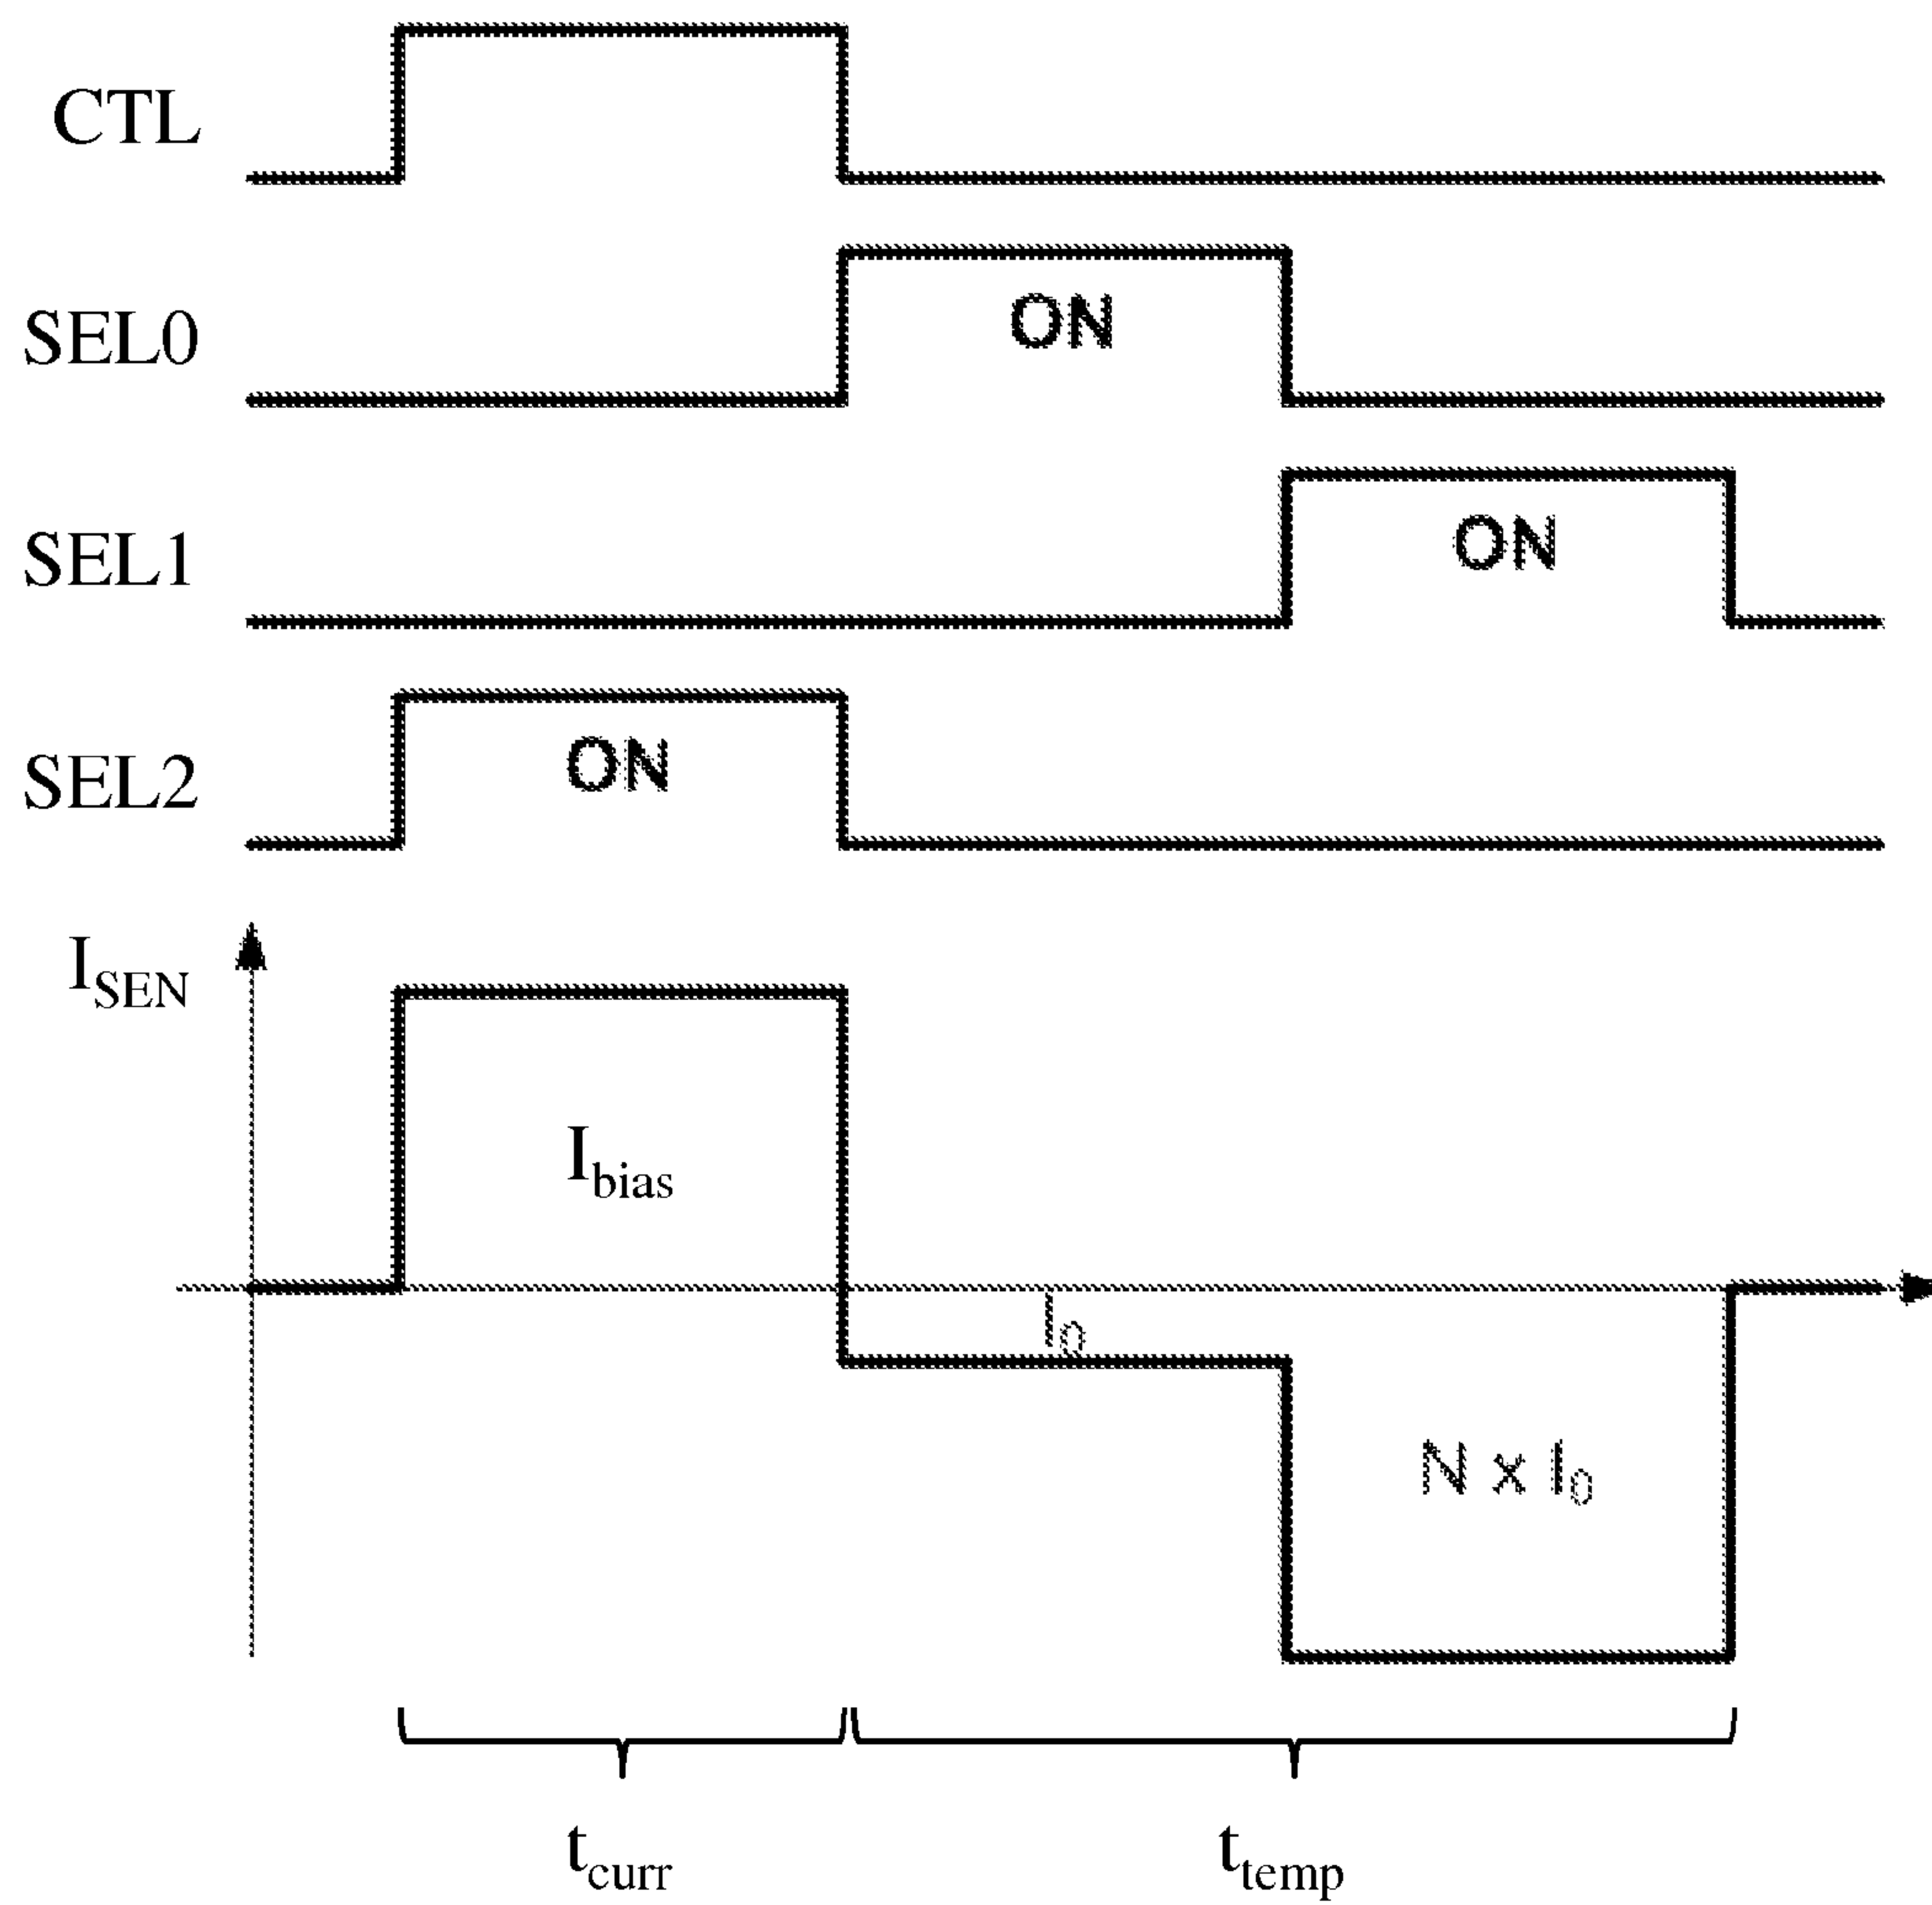 CTL
SEL0
ON
SEL1
ON
SEL2
ON
I_SEN
I_bias
I_0
N x I_0
t_curr
t_temp